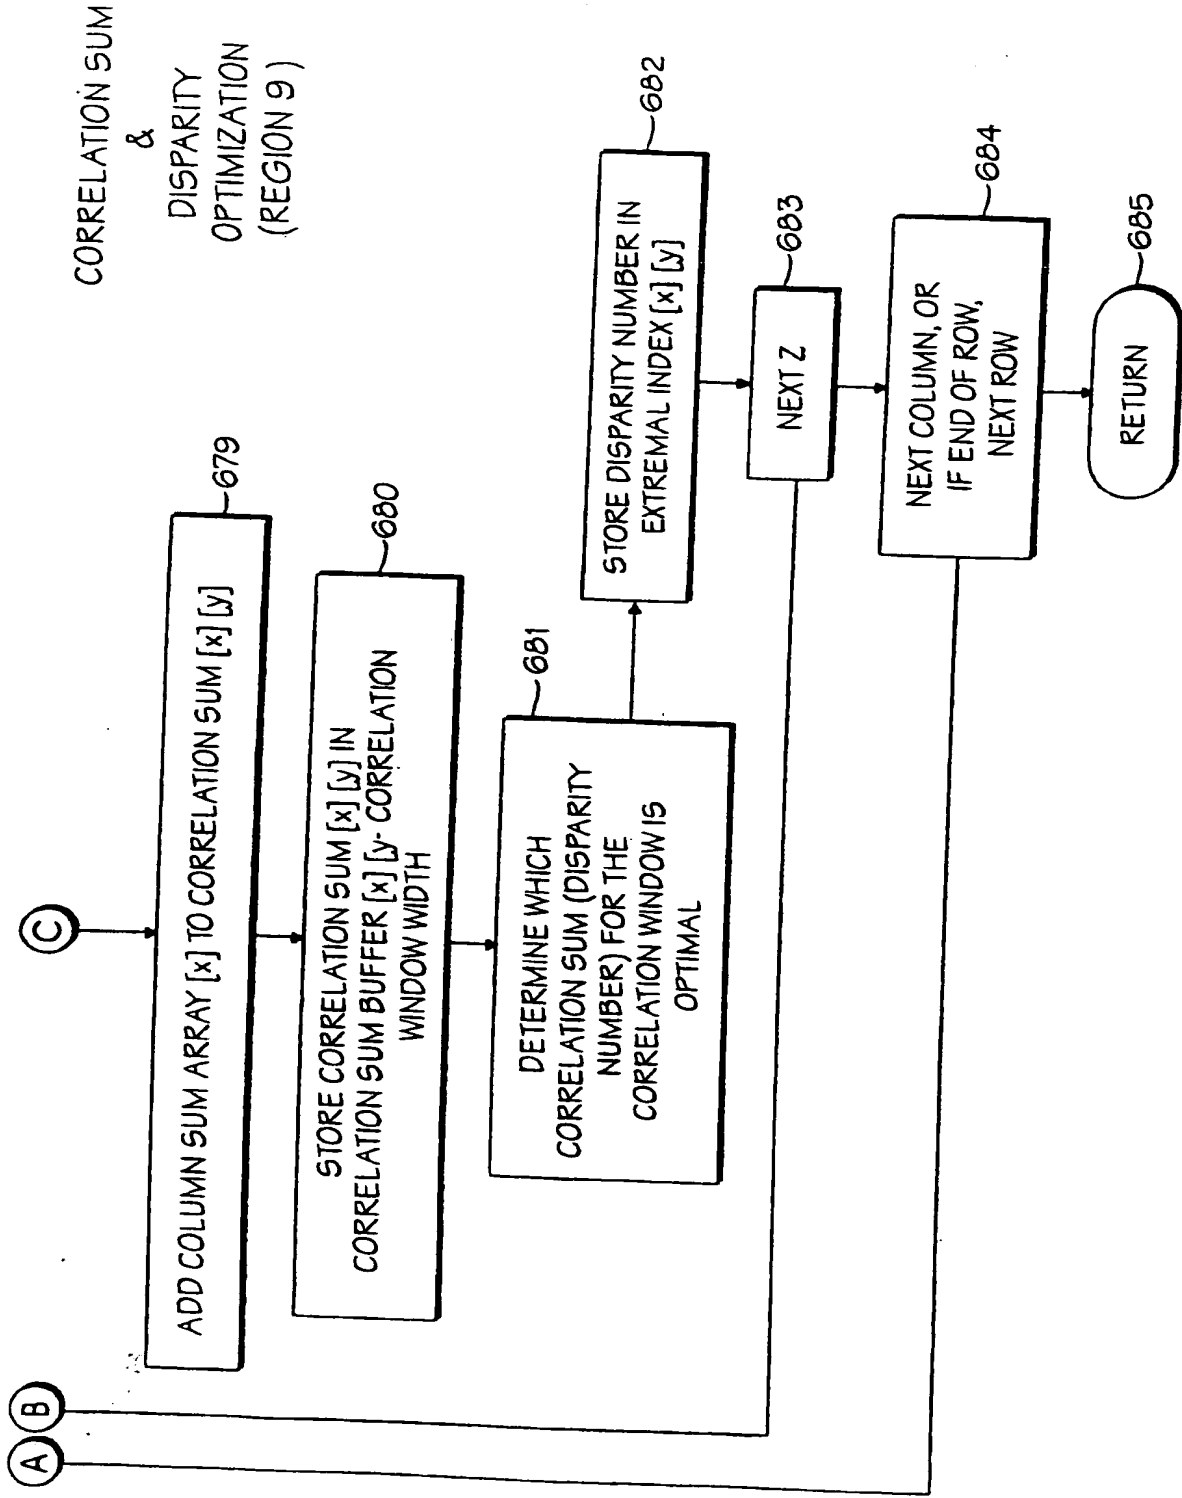 CORRELATION SUM
&
DISPARITY
OPTIMIZATION
(REGION 9)
A
B
C
ADD COLUMN SUM ARRAY [x] TO CORRELATION SUM [x] [y]
679
STORE CORRELATION SUM [x] [y] IN
CORRELATION SUM BUFFER [x] [y- CORRELATION
WINDOW WIDTH
680
DETERMINE WHICH
CORRELATION SUM (DISPARITY
NUMBER) FOR THE
CORRELATION WINDOW IS
OPTIMAL
681
STORE DISPARITY NUMBER IN
EXTREMAL INDEX [x] [y]
682
NEXT Z
683
NEXT COLUMN, OR
IF END OF ROW,
NEXT ROW
684
RETURN
685